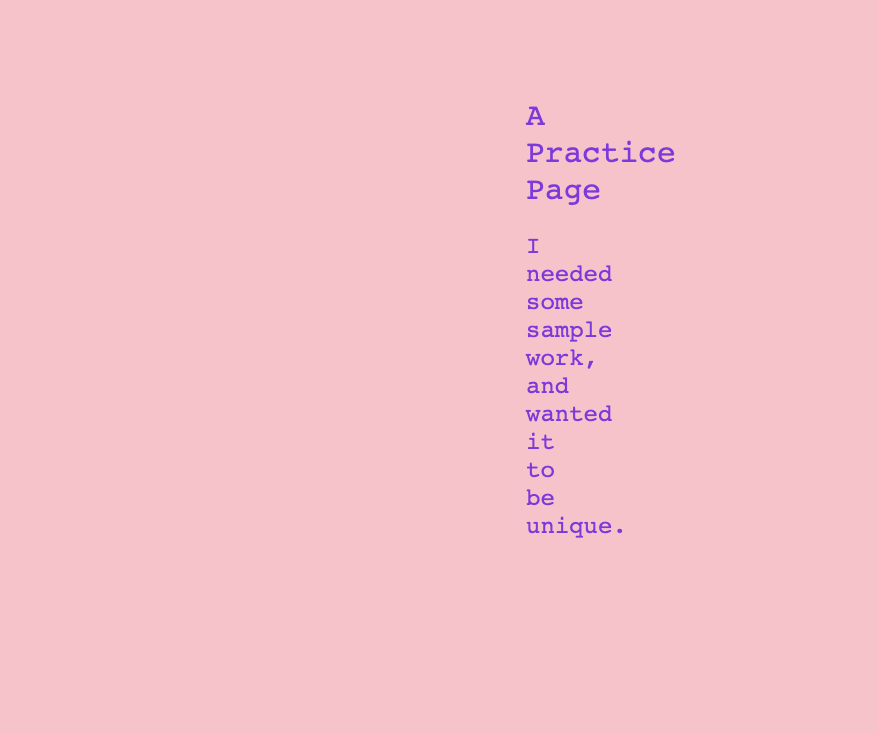 A
Practice
Page
I
needed
some
sample
work,
and
wanted
it
to
be
unique.